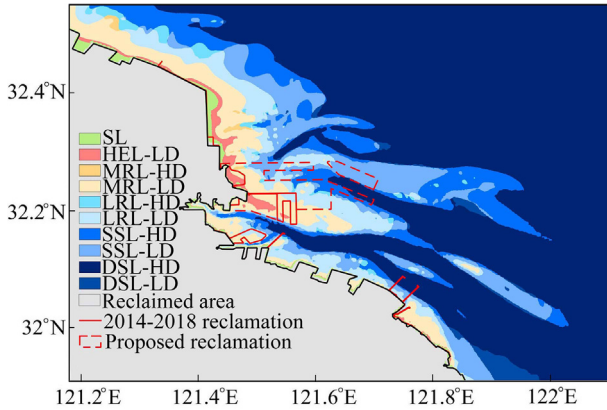 32.4°N
32.2°N
32°N
SL
HEL-LD
MRL-HD
MRL-LD
LRL-HD
LRL-LD
SSL-HD
SSL-LD
DSL-HD
DSL-LD
Reclaimed area
2014-2018 reclamation
Proposed reclamation
121.2°E 121.4°E 121.6°E 121.8°E 122°E